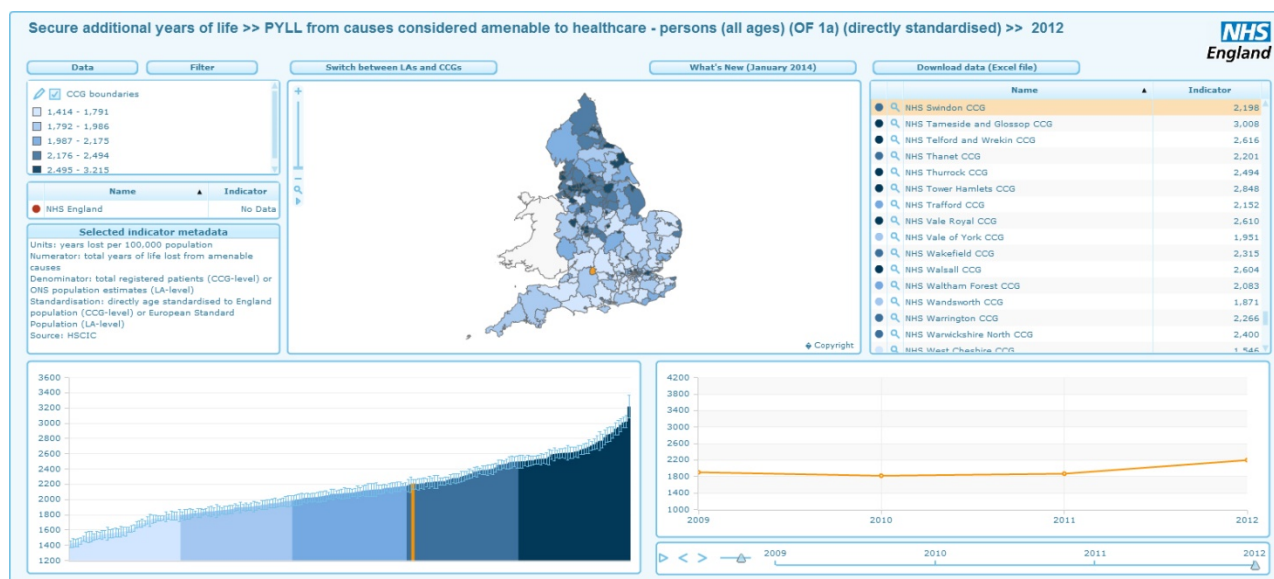 Secure additional years of life >> PYLL from causes considered amenable to healthcare - persons (all ages) (OF 1a) (directly standardised) >> 2012
NHS
England
Data
Filter
Switch between LAs and CCGs
What's New (January 2014)
Download data (Excel file)
CCG boundaries
1,414 - 1,791
1,792 - 1,986
1,987 - 2,175
2,176 - 2,494
2,495 - 3,215
Name Indicator
NHS England No Data
Selected indicator metadata
Units: years lost per 100,000 population
Numerator: total years of life lost from amenable
causes
Denominator: total registered patients (CCG-level) or
ONS population estimates (LA-level)
Standardisation: directly age standardised to England
population (CCG-level) or European Standard
Population (LA-level)
Source: HSCIC
Copyright
Name Indicator
NHS Swindon CCG 2,198
NHS Tameside and Glossop CCG 3,008
NHS Telford and Wrekin CCG 2,616
NHS Thanet CCG 2,201
NHS Thurrock CCG 2,494
NHS Tower Hamlets CCG 2,848
NHS Trafford CCG 2,152
NHS Vale Royal CCG 2,610
NHS Vale of York CCG 1,951
NHS Wakefield CCG 2,315
NHS Walsall CCG 2,604
NHS Waltham Forest CCG 2,083
NHS Wandsworth CCG 1,871
NHS Warrington CCG 2,266
NHS Warwickshire North CCG 2,400
NHS West Cheshire CCG 1,546
3600
3400
3200
3000
2800
2600
2400
2200
2000
1800
1600
1400
1200
4200
3800
3400
3000
2600
2200
1800
1400
1000
2009 2010 2011 2012
2009 2010 2011 2012